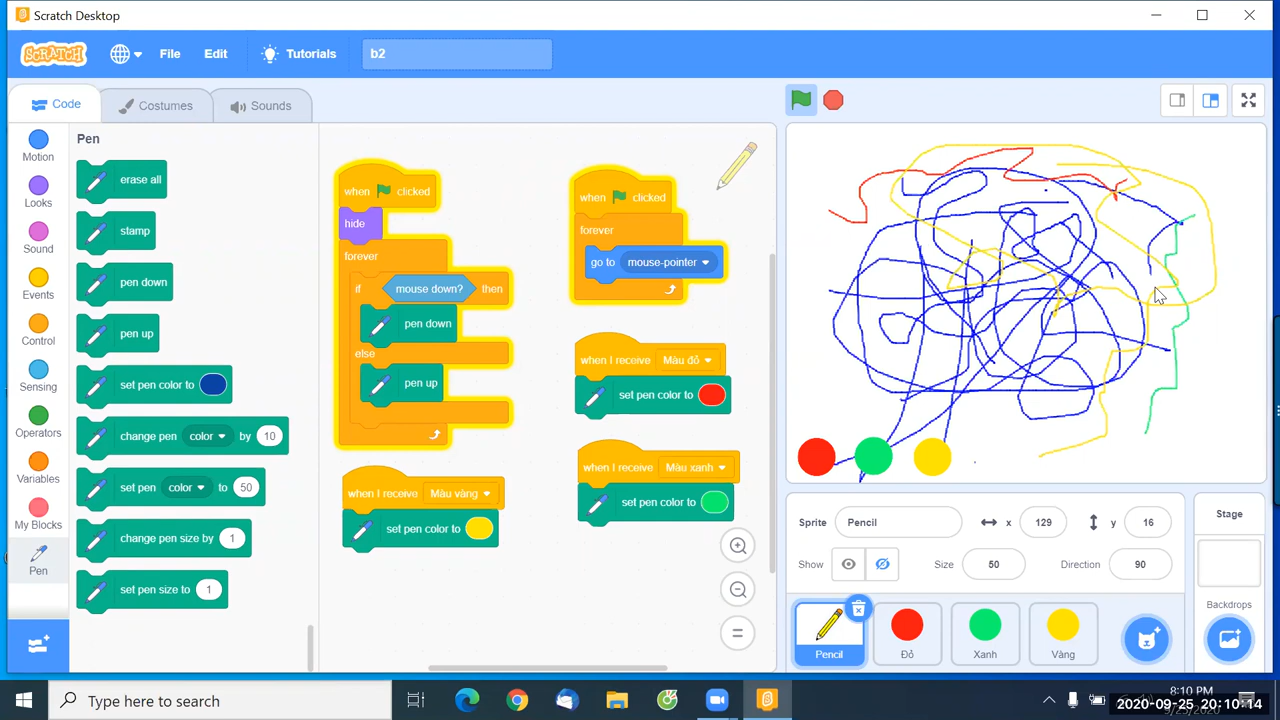 Scratch Desktop
SCRATCH
File
Edit
Tutorials
b2
Code
Costumes
Sounds
Motion
Looks
Sound
Events
Control
Sensing
Operators
Variables
My Blocks
Pen
Pen
erase all
stamp
pen down
pen up
set pen color to
change pen color by 10
set pen color to 50
change pen size by 1
set pen size to 1
when clicked
hide
forever
if mouse down? then
pen down
else
pen up
when I receive Màu vàng
set pen color to
when clicked
forever
go to mouse-pointer
when I receive Màu đỏ
set pen color to
when I receive Màu xanh
set pen color to
Sprite
Pencil
x
129
y
16
Show
Size
50
Direction
90
Pencil
Đỏ
Xanh
Vàng
Stage
Backdrops
Type here to search
8:10 PM
2020-09-25 20:10:14